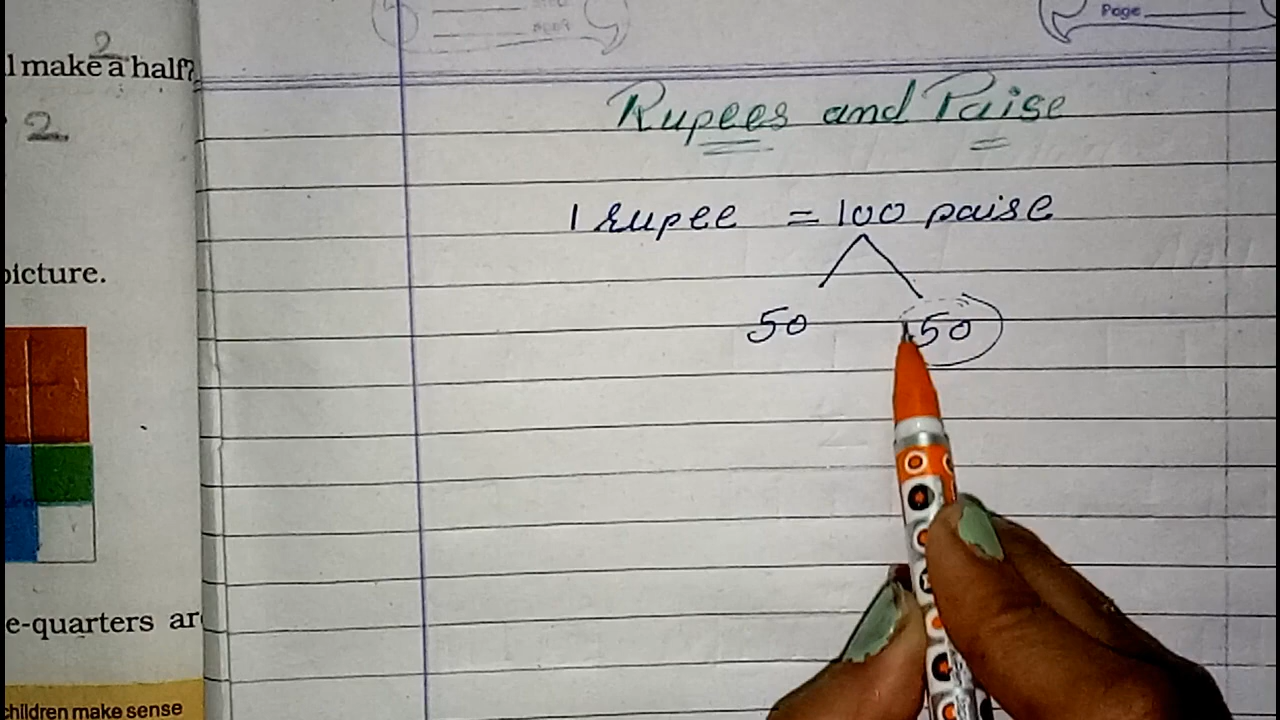 Page
l make a half?
2
2
picture.
e-quarters ar
children make sense
Rupees and Paise
1 rupee = 100 paise
50 50